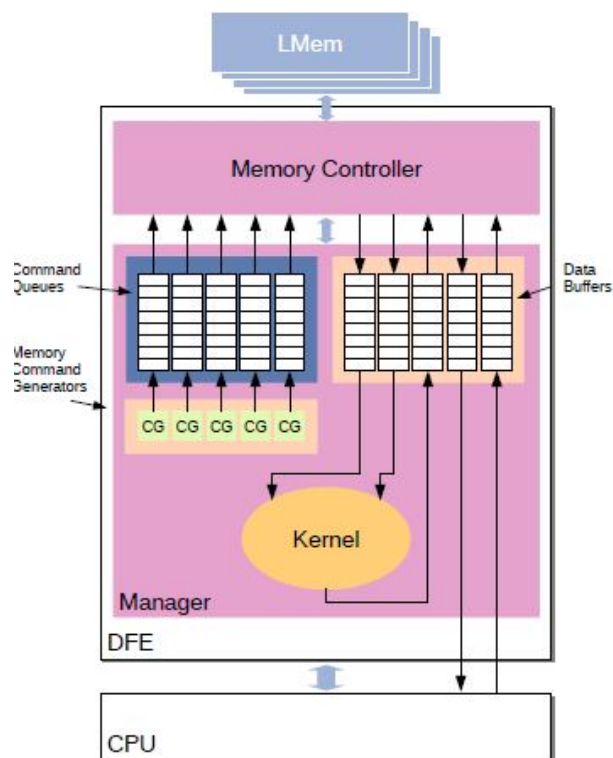 LMem
Memory Controller
Command
Queues
Data
Buffers
Memory
Command
Generators
CG CG CG CG CG
Kernel
Manager
DFE
CPU